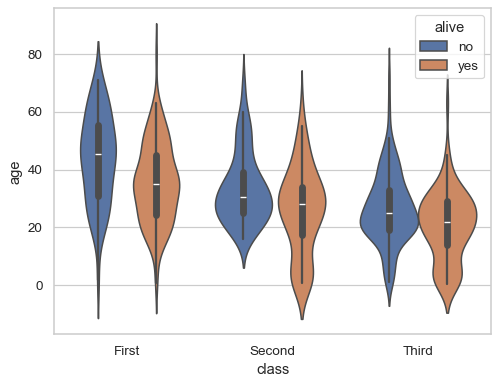 alive
no
yes
80
60
40
20
0
age
First
Second
Third
class